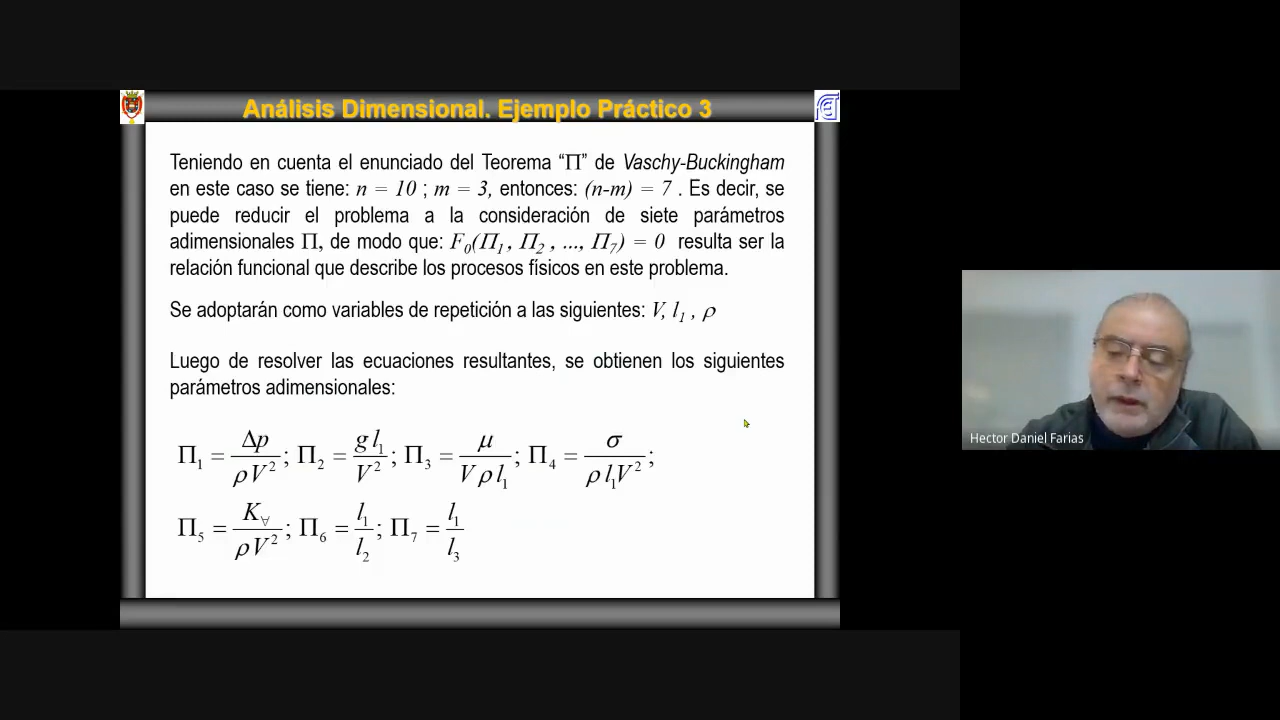 Análisis Dimensional. Ejemplo Práctico 3
Teniendo en cuenta el enunciado del Teorema “Π” de Vaschy-Buckingham
en este caso se tiene: n = 10 ; m = 3, entonces: (n-m) = 7 . Es decir, se
puede reducir el problema a la consideración de siete parámetros
adimensionales Π, de modo que: F₀(Π₁ , Π₂ , ..., Π₇) = 0 resulta ser la
relación funcional que describe los procesos físicos en este problema.
Se adoptarán como variables de repetición a las siguientes: V, l₁ , ρ
Luego de resolver las ecuaciones resultantes, se obtienen los siguientes
parámetros adimensionales:
Π₁ = Δp / ρV² ; Π₂ = g l₁ / V² ; Π₃ = μ / Vρl₁ ; Π₄ = σ / ρl₁V² ;
Π₅ = K∀ / ρV² ; Π₆ = l₁ / l₂ ; Π₇ = l₁ / l₃
Hector Daniel Farias